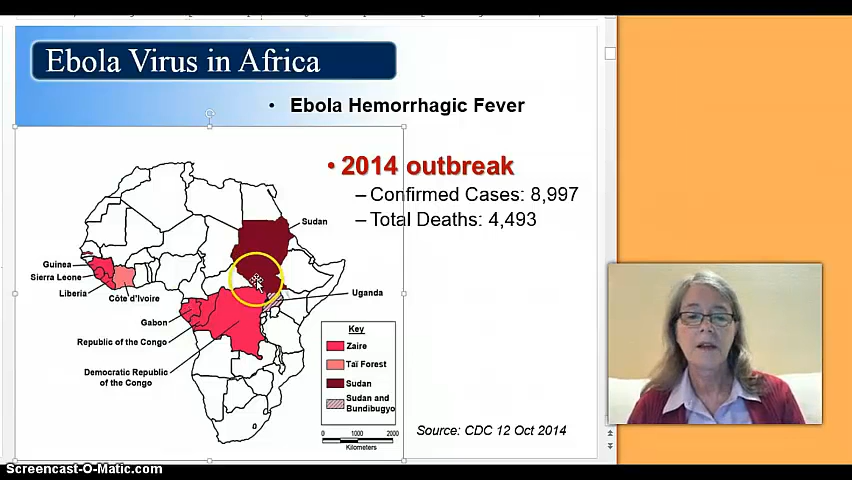 Ebola Virus in Africa
• Ebola Hemorrhagic Fever
• 2014 outbreak
– Confirmed Cases: 8,997
– Total Deaths: 4,493
Sudan
Guinea
Sierra Leone
Liberia
Côte d'Ivoire
Uganda
Gabon
Republic of the Congo
Democratic Republic
of the Congo
Key
Zaire
Taï Forest
Sudan
Sudan and
Bundibugyo
0 1000 2000
Kilometers
Source: CDC 12 Oct 2014
Screencast-O-Matic.com